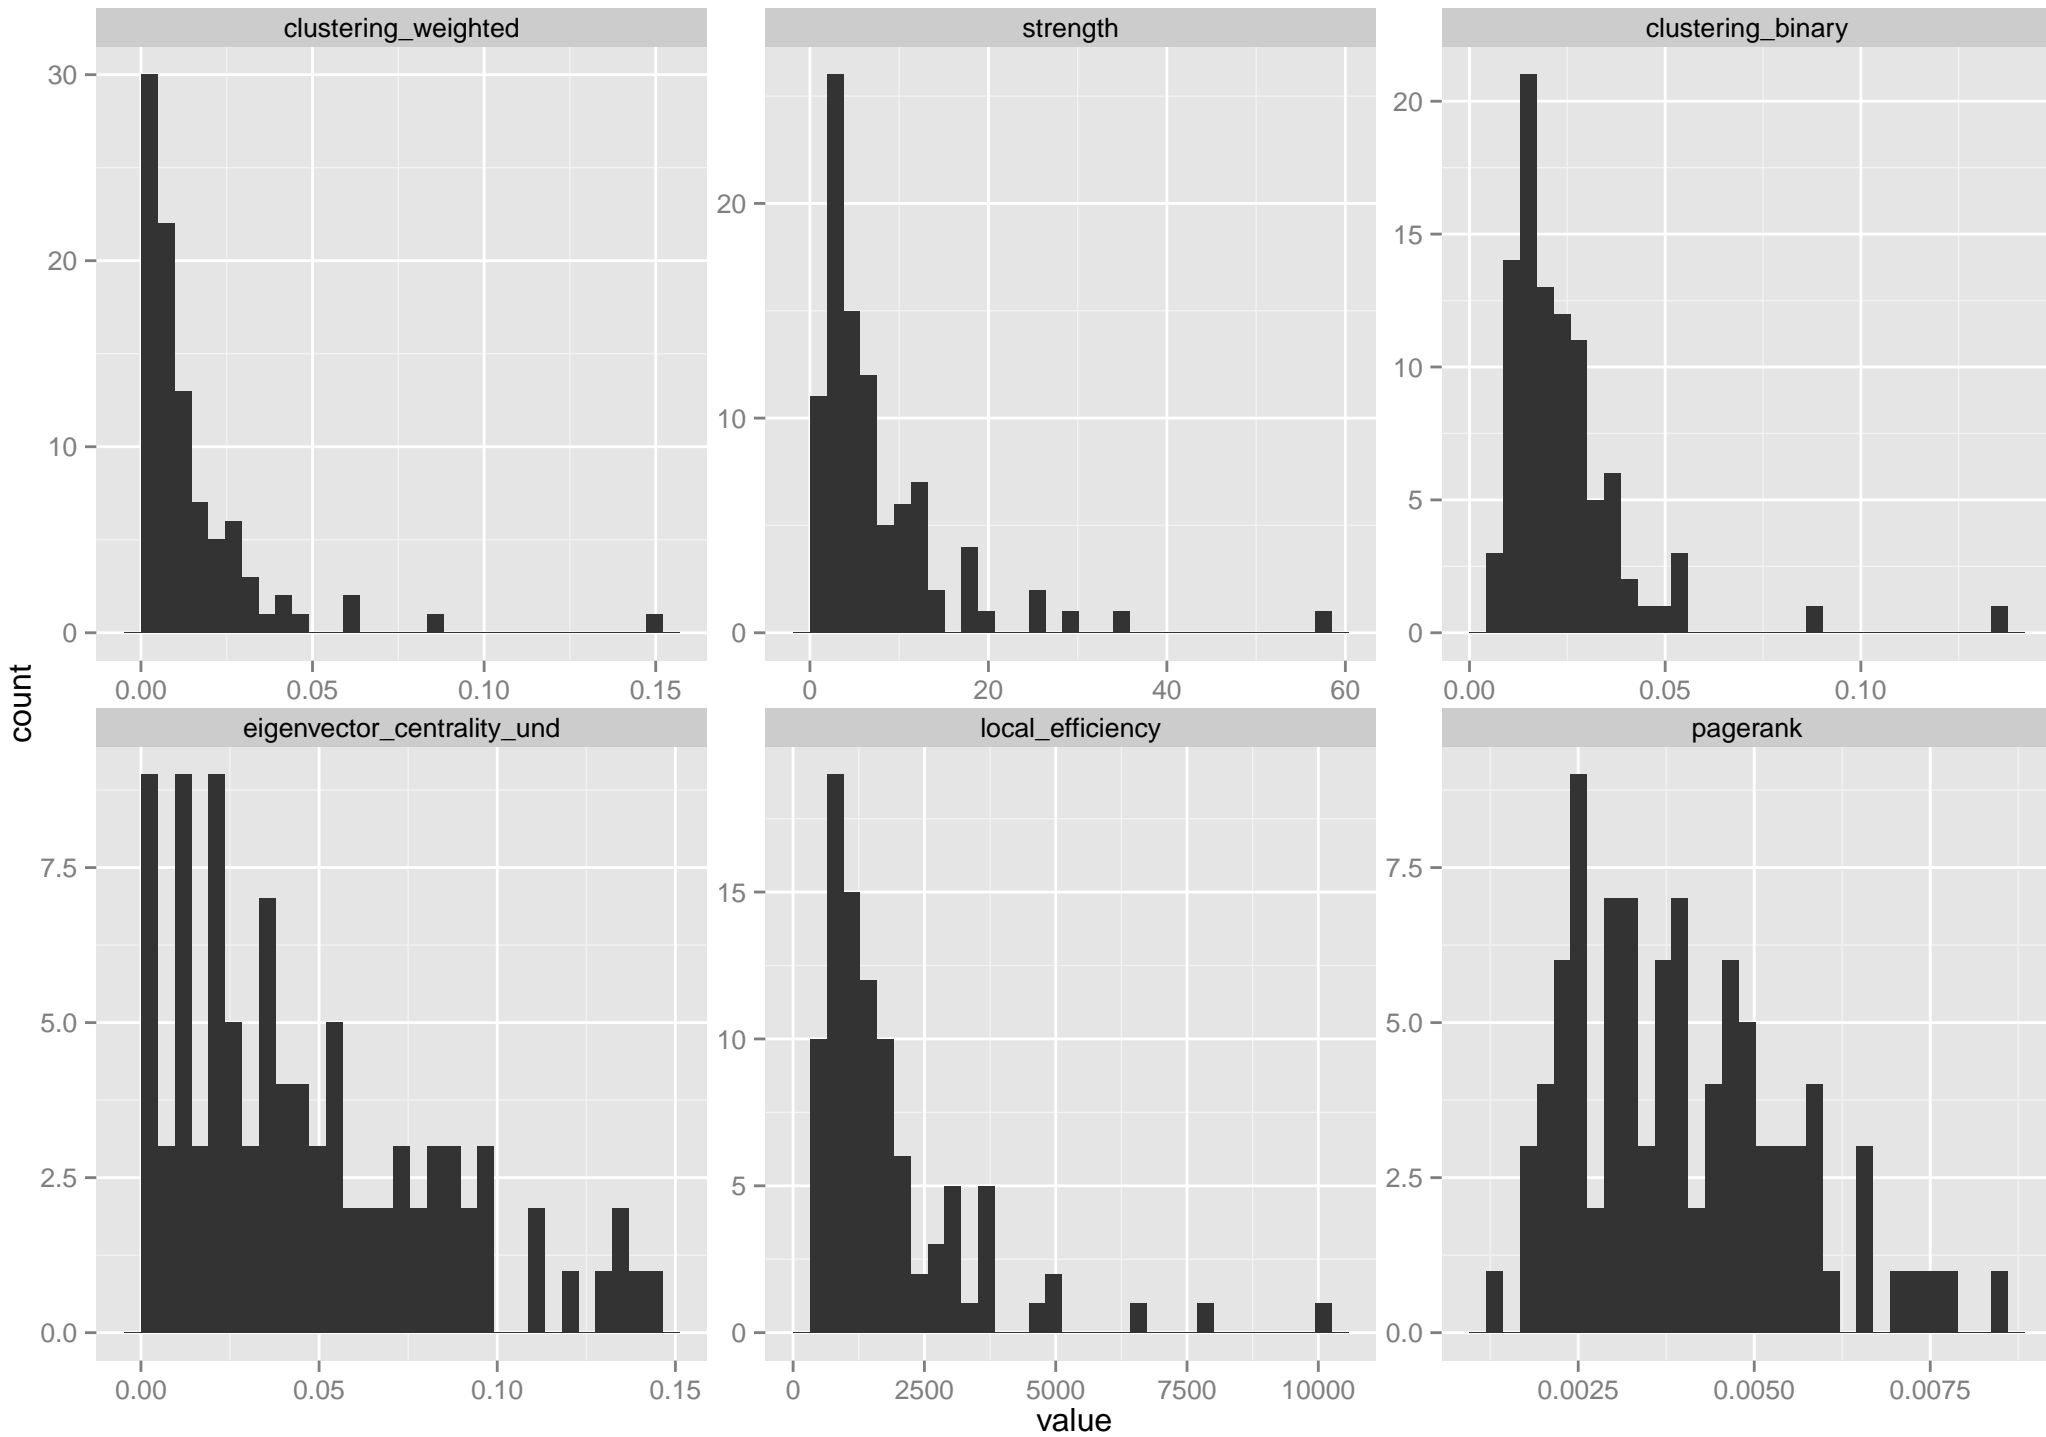 clustering_weighted
strength
clustering_binary
30
20
10
0
20
10
0
20
15
10
5
0
0.00 0.05 0.10 0.15
0 20 40 60
0.00 0.05 0.10
count
eigenvector_centrality_und
local_efficiency
pagerank
7.5
5.0
2.5
0.0
15
10
5
0
7.5
5.0
2.5
0.0
0.00 0.05 0.10 0.15
0 2500 5000 7500 10000
0.0025 0.0050 0.0075
value